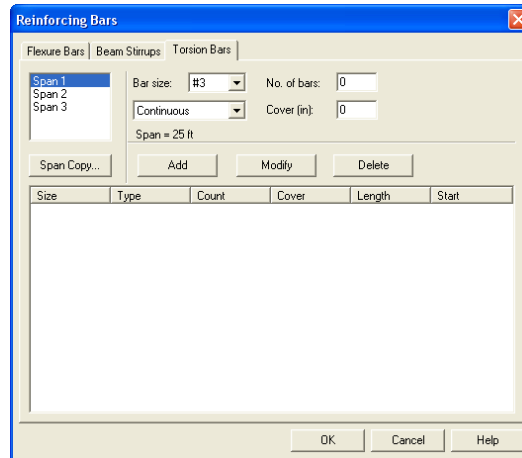 Reinforcing Bars
Flexure Bars Beam Stirrups Torsion Bars
Span 1
Span 2
Span 3
Bar size: #3 No. of bars: 0
Continuous Cover (in): 0
Span = 25 ft
Span Copy... Add Modify Delete
Size Type Count Cover Length Start
OK Cancel Help